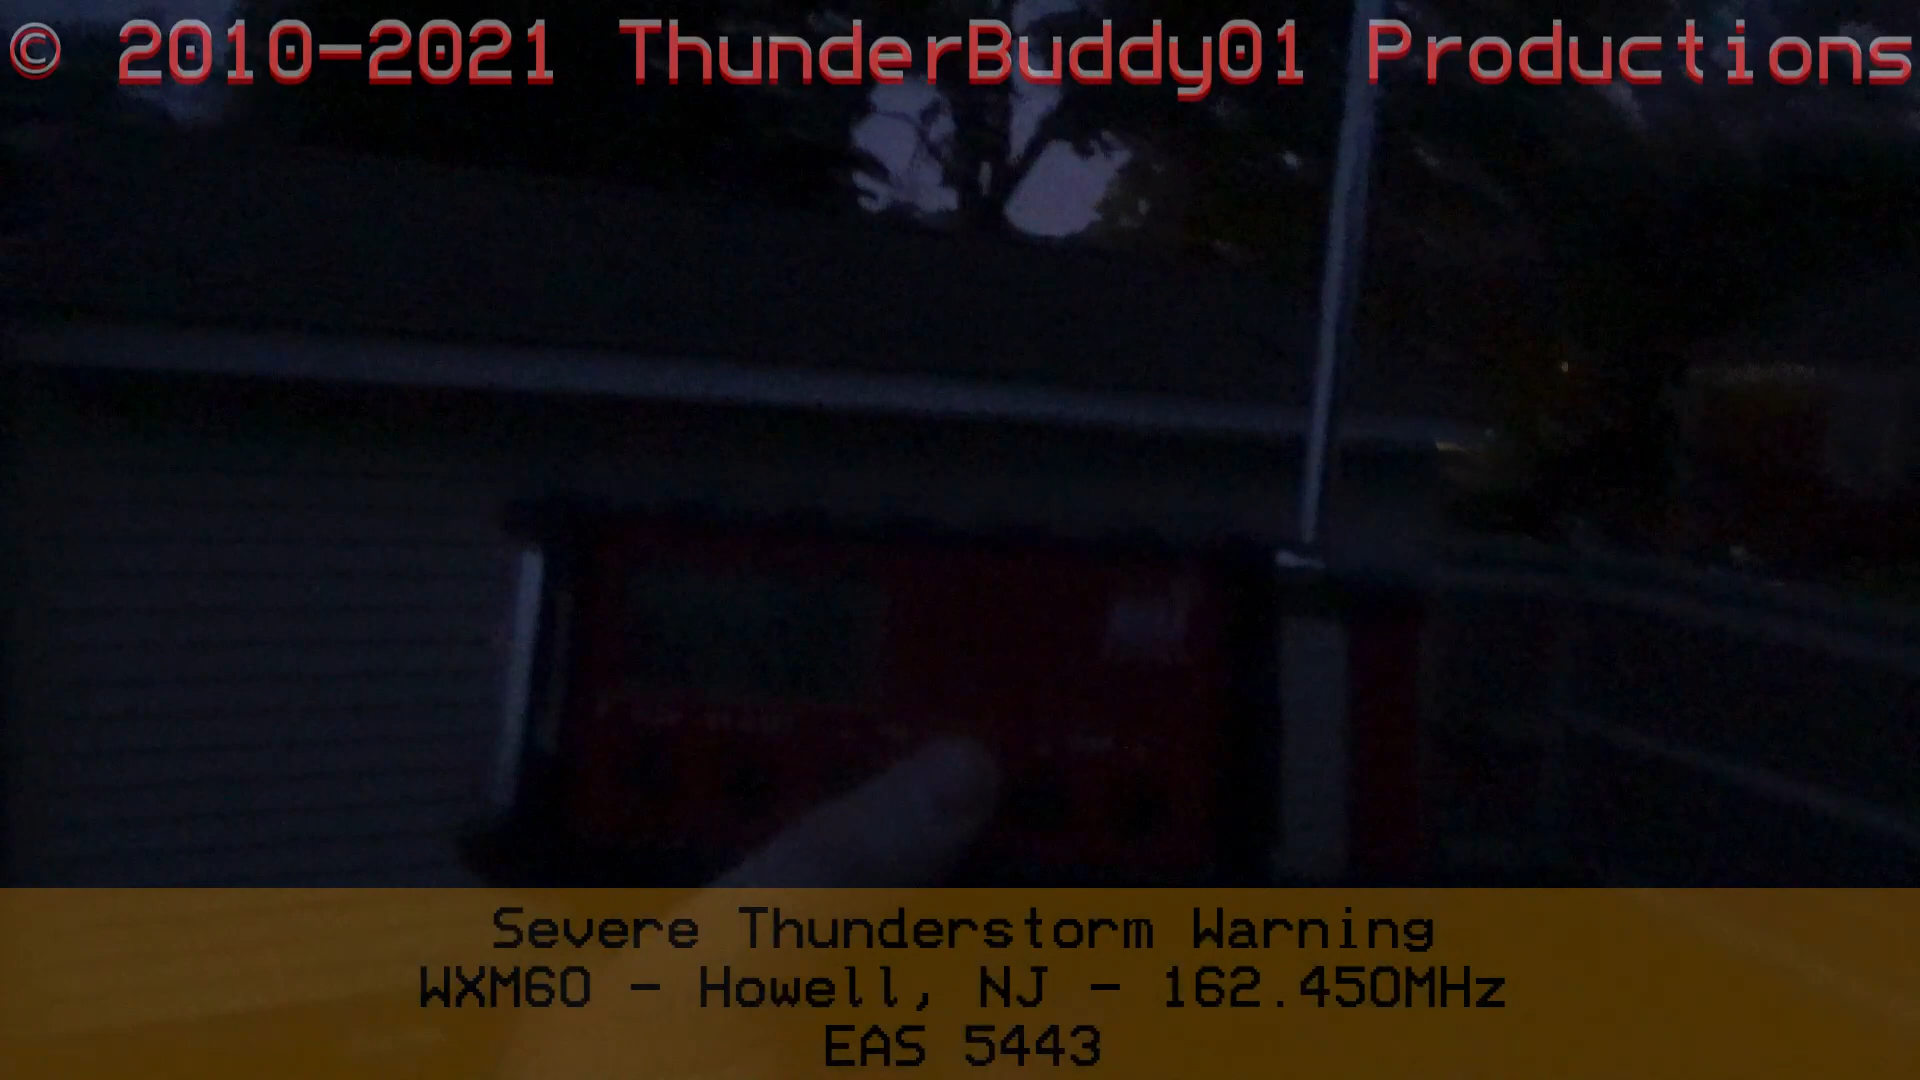 © 2010-2021 ThunderBuddy01 Productions
Severe Thunderstorm Warning
WXM60 - Howell, NJ - 162.450MHz
EAS 5443